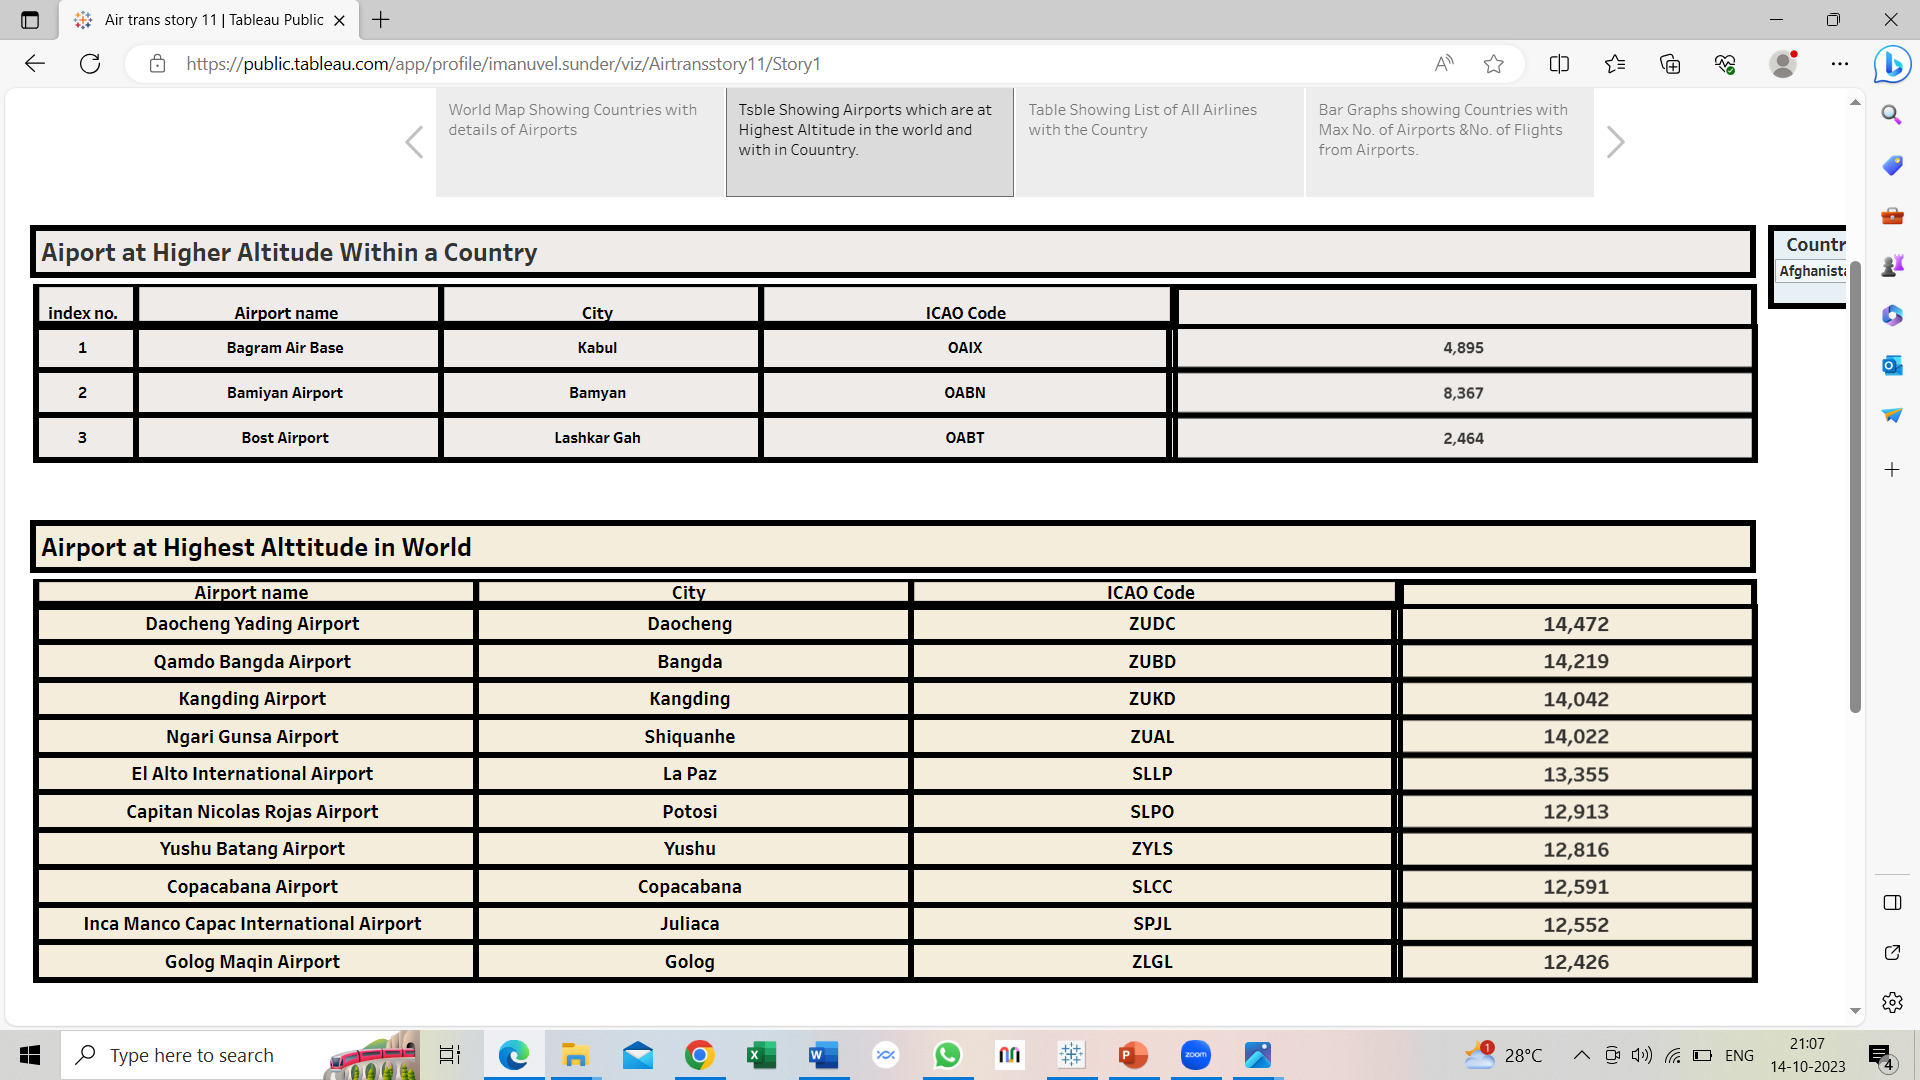 Air trans story 11 | Tableau Public
https://public.tableau.com/app/profile/imanuvel.sunder/viz/Airtransstory11/Story1
World Map Showing Countries with
details of Airports
Tsble Showing Airports which are at
Highest Altitude in the world and
with in Couuntry.
Table Showing List of All Airlines
with the Country
Bar Graphs showing Countries with
Max No. of Airports &No. of Flights
from Airports.
Aiport at Higher Altitude Within a Country
Countr
Afghanista
index no. Airport name City ICAO Code
1 Bagram Air Base Kabul OAIX 4,895
2 Bamiyan Airport Bamyan OABN 8,367
3 Bost Airport Lashkar Gah OABT 2,464
Airport at Highest Alttitude in World
Airport name City ICAO Code
Daocheng Yading Airport Daocheng ZUDC 14,472
Qamdo Bangda Airport Bangda ZUBD 14,219
Kangding Airport Kangding ZUKD 14,042
Ngari Gunsa Airport Shiquanhe ZUAL 14,022
El Alto International Airport La Paz SLLP 13,355
Capitan Nicolas Rojas Airport Potosi SLPO 12,913
Yushu Batang Airport Yushu ZYLS 12,816
Copacabana Airport Copacabana SLCC 12,591
Inca Manco Capac International Airport Juliaca SPJL 12,552
Golog Maqin Airport Golog ZLGL 12,426
Type here to search
zoom
1
28°C
ENG
21:07
14-10-2023
4